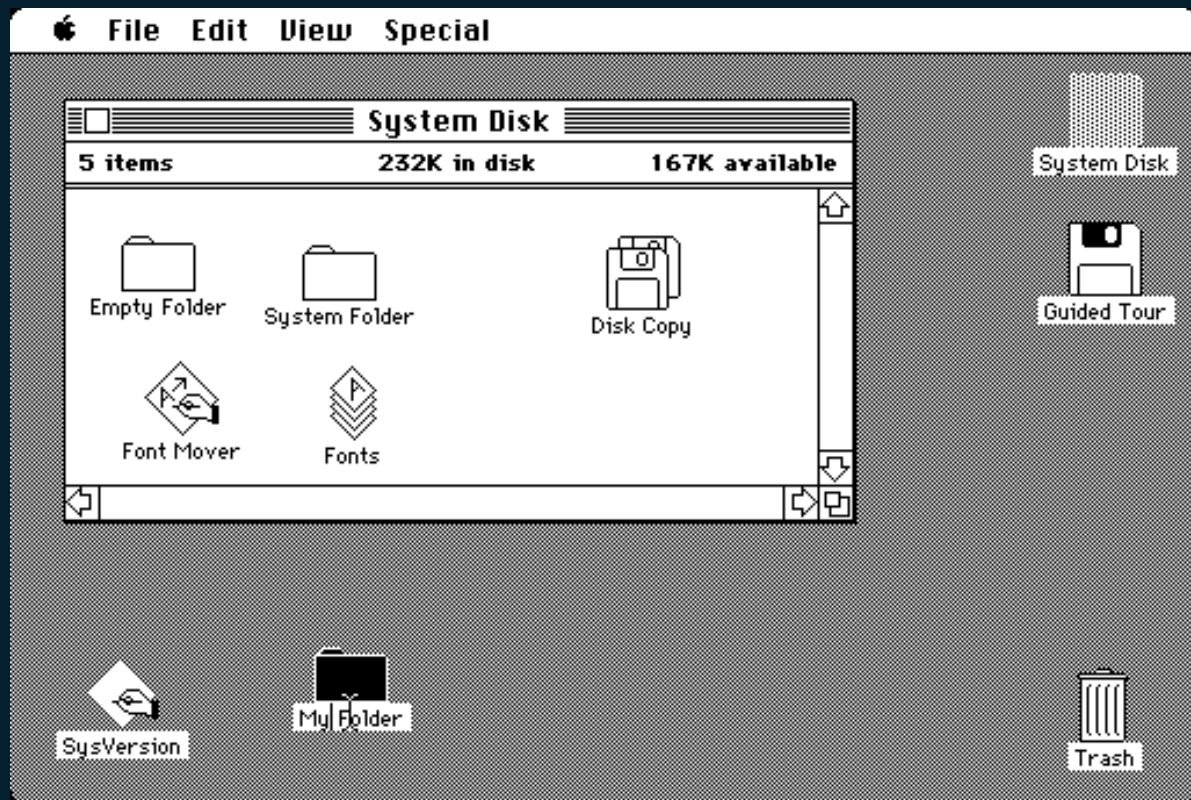 File Edit View Special
System Disk
5 items 232K in disk 167K available
System Disk
Empty Folder
System Folder
Disk Copy
Guided Tour
Font Mover
Fonts
SysVersion
My Folder
Trash